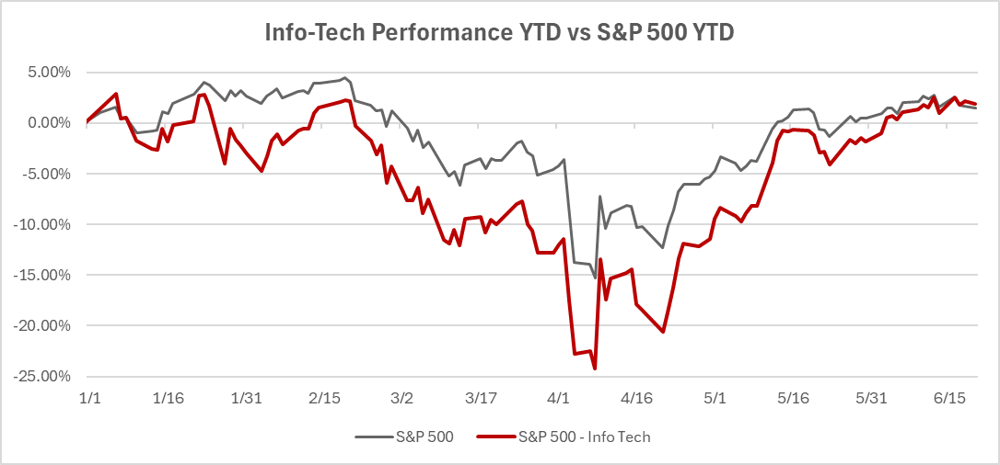 Info-Tech Performance YTD vs S&P 500 YTD
5.00%
0.00%
-5.00%
-10.00%
-15.00%
-20.00%
-25.00%
1/1 1/16 1/31 2/15 3/2 3/17 4/1 4/16 5/1 5/16 5/31 6/15
S&P 500 S&P 500 - Info Tech